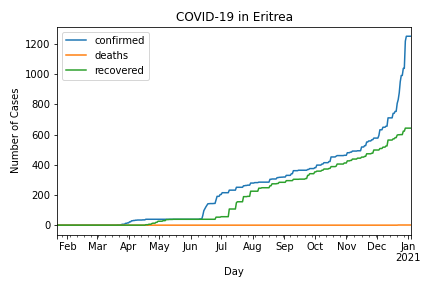 COVID-19 in Eritrea
confirmed
deaths
recovered
Number of Cases
1200
1000
800
600
400
200
0
Feb Mar Apr May Jun Jul Aug Sep Oct Nov Dec Jan
2021
Day